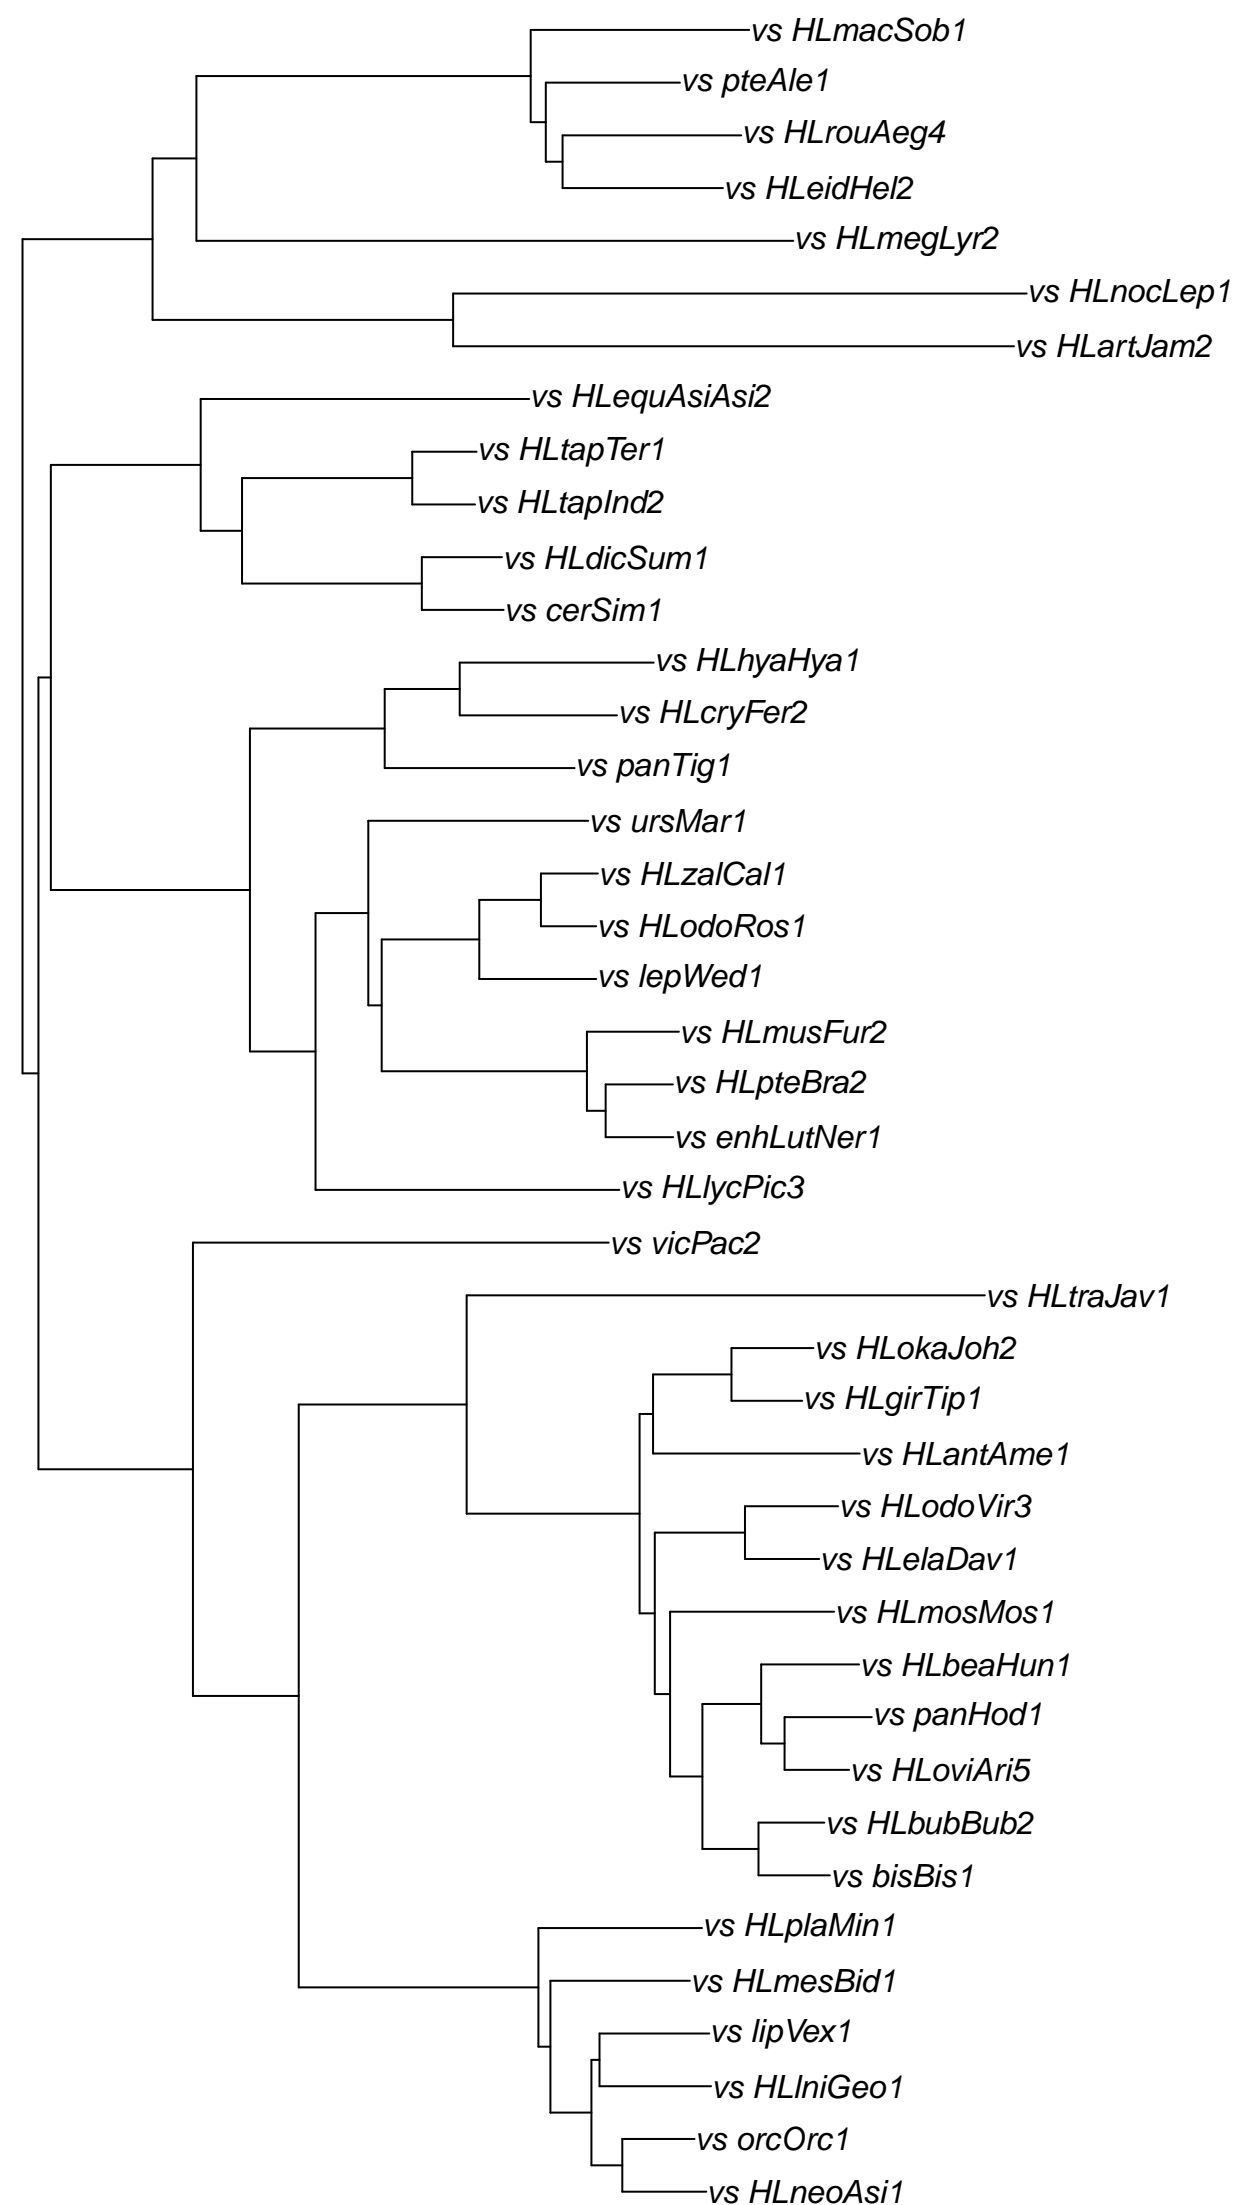 vs HLmacSob1
vs pteAle1
vs HLrouAeg4
vs HLeidHel2
vs HLmegLyr2
vs HLnocLep1
vs HLartJam2
vs HLequAsiAsi2
vs HLtapTer1
vs HLtapInd2
vs HLdicSum1
vs cerSim1
vs HLhyaHya1
vs HLcryFer2
vs panTig1
vs ursMar1
vs HLzalCal1
vs HLodoRos1
vs lepWed1
vs HLmusFur2
vs HLpteBra2
vs enhLutNer1
vs HLlycPic3
vs vicPac2
vs HLtraJav1
vs HLokaJoh2
vs HLgirTip1
vs HLantAme1
vs HLodoVir3
vs HLelaDav1
vs HLmosMos1
vs HLbeaHun1
vs panHod1
vs HLoviAri5
vs HLbubBub2
vs bisBis1
vs HLplaMin1
vs HLmesBid1
vs lipVex1
vs HLIniGeo1
vs orcOrc1
vs HLneoAsi1